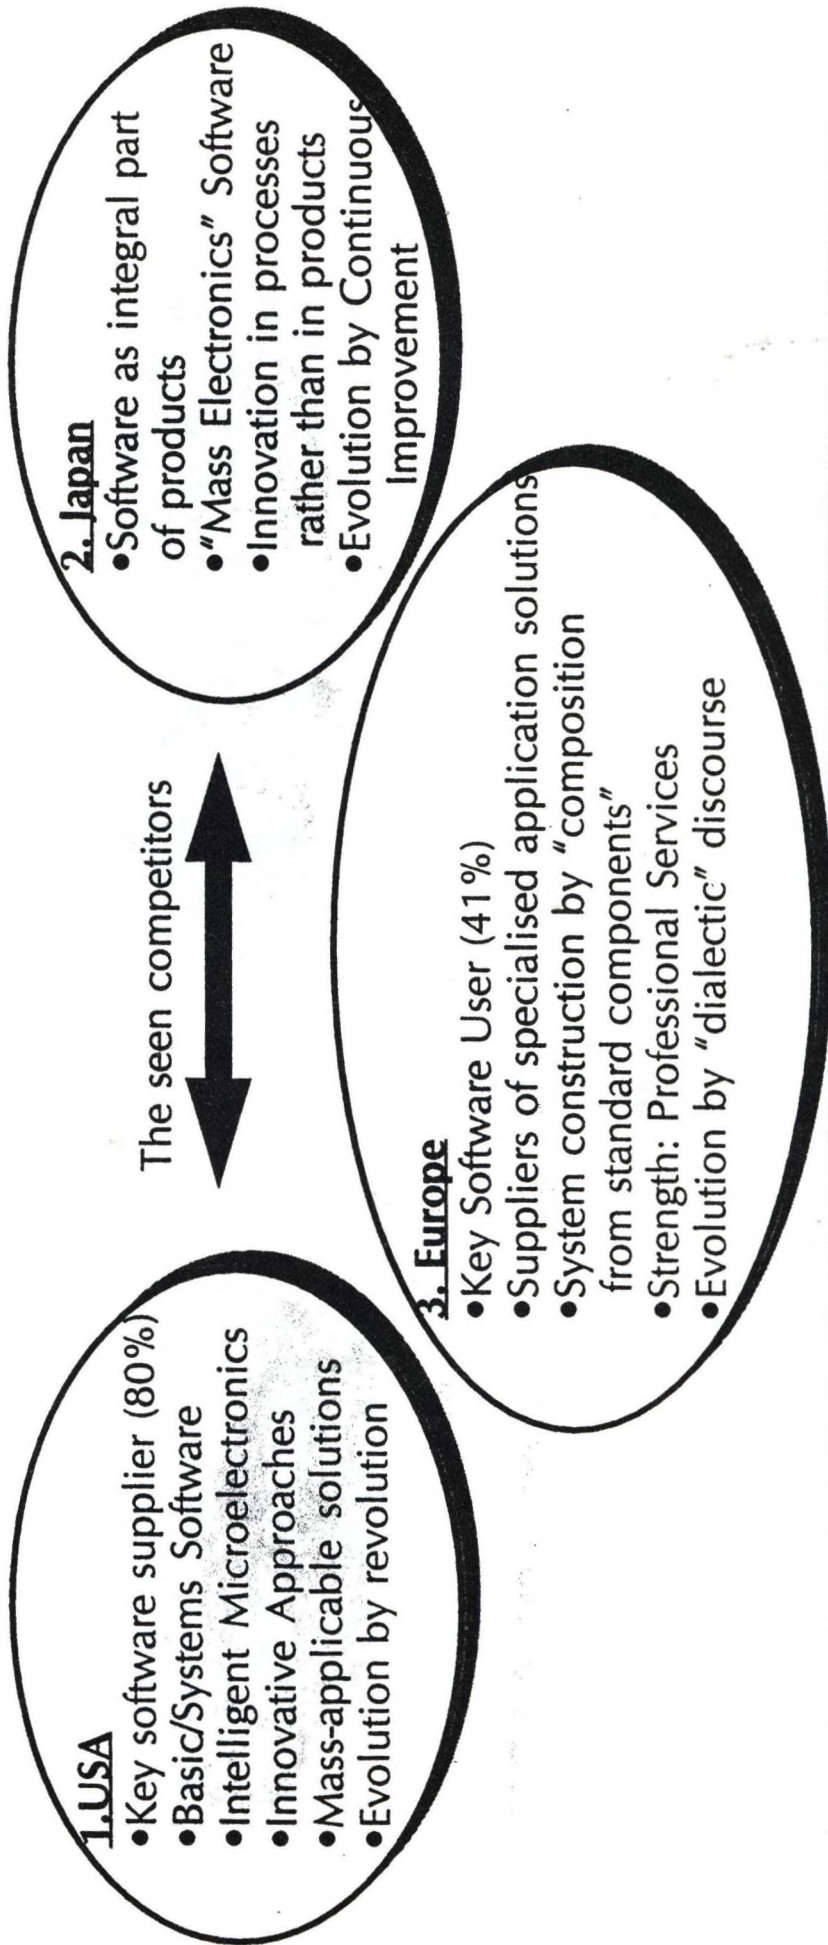 The seen competitors
1.USA
•Key software supplier (80%)
•Basic/Systems Software
•Intelligent Microelectronics
•Innovative Approaches
•Mass-applicable solutions
•Evolution by revolution
2. Japan
•Software as integral part
of products
•"Mass Electronics" Software
•Innovation in processes
rather than in products
•Evolution by Continuous
Improvement
3. Europe
•Key Software User (41%)
•Suppliers of specialised application solutions
•System construction by "composition
from standard components"
•Strength: Professional Services
•Evolution by "dialectic" discourse